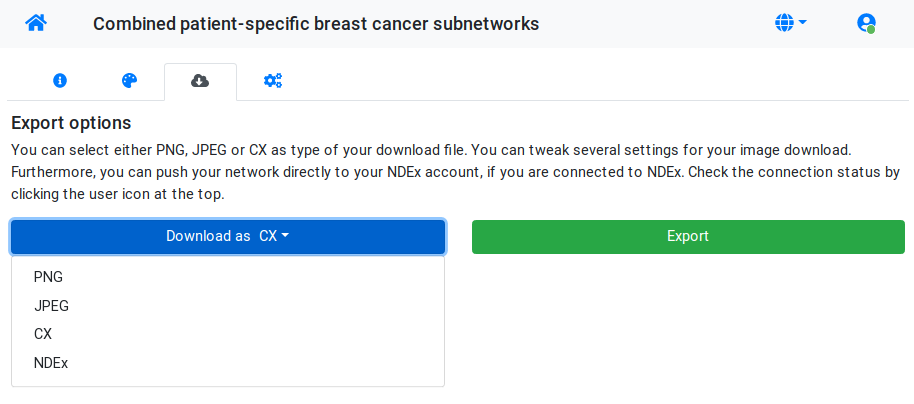 Combined patient-specific breast cancer subnetworks
Export options
You can select either PNG, JPEG or CX as type of your download file. You can tweak several settings for your image download.
Furthermore, you can push your network directly to your NDEx account, if you are connected to NDEx. Check the connection status by
clicking the user icon at the top.
Download as CX
Export
PNG
JPEG
CX
NDEx